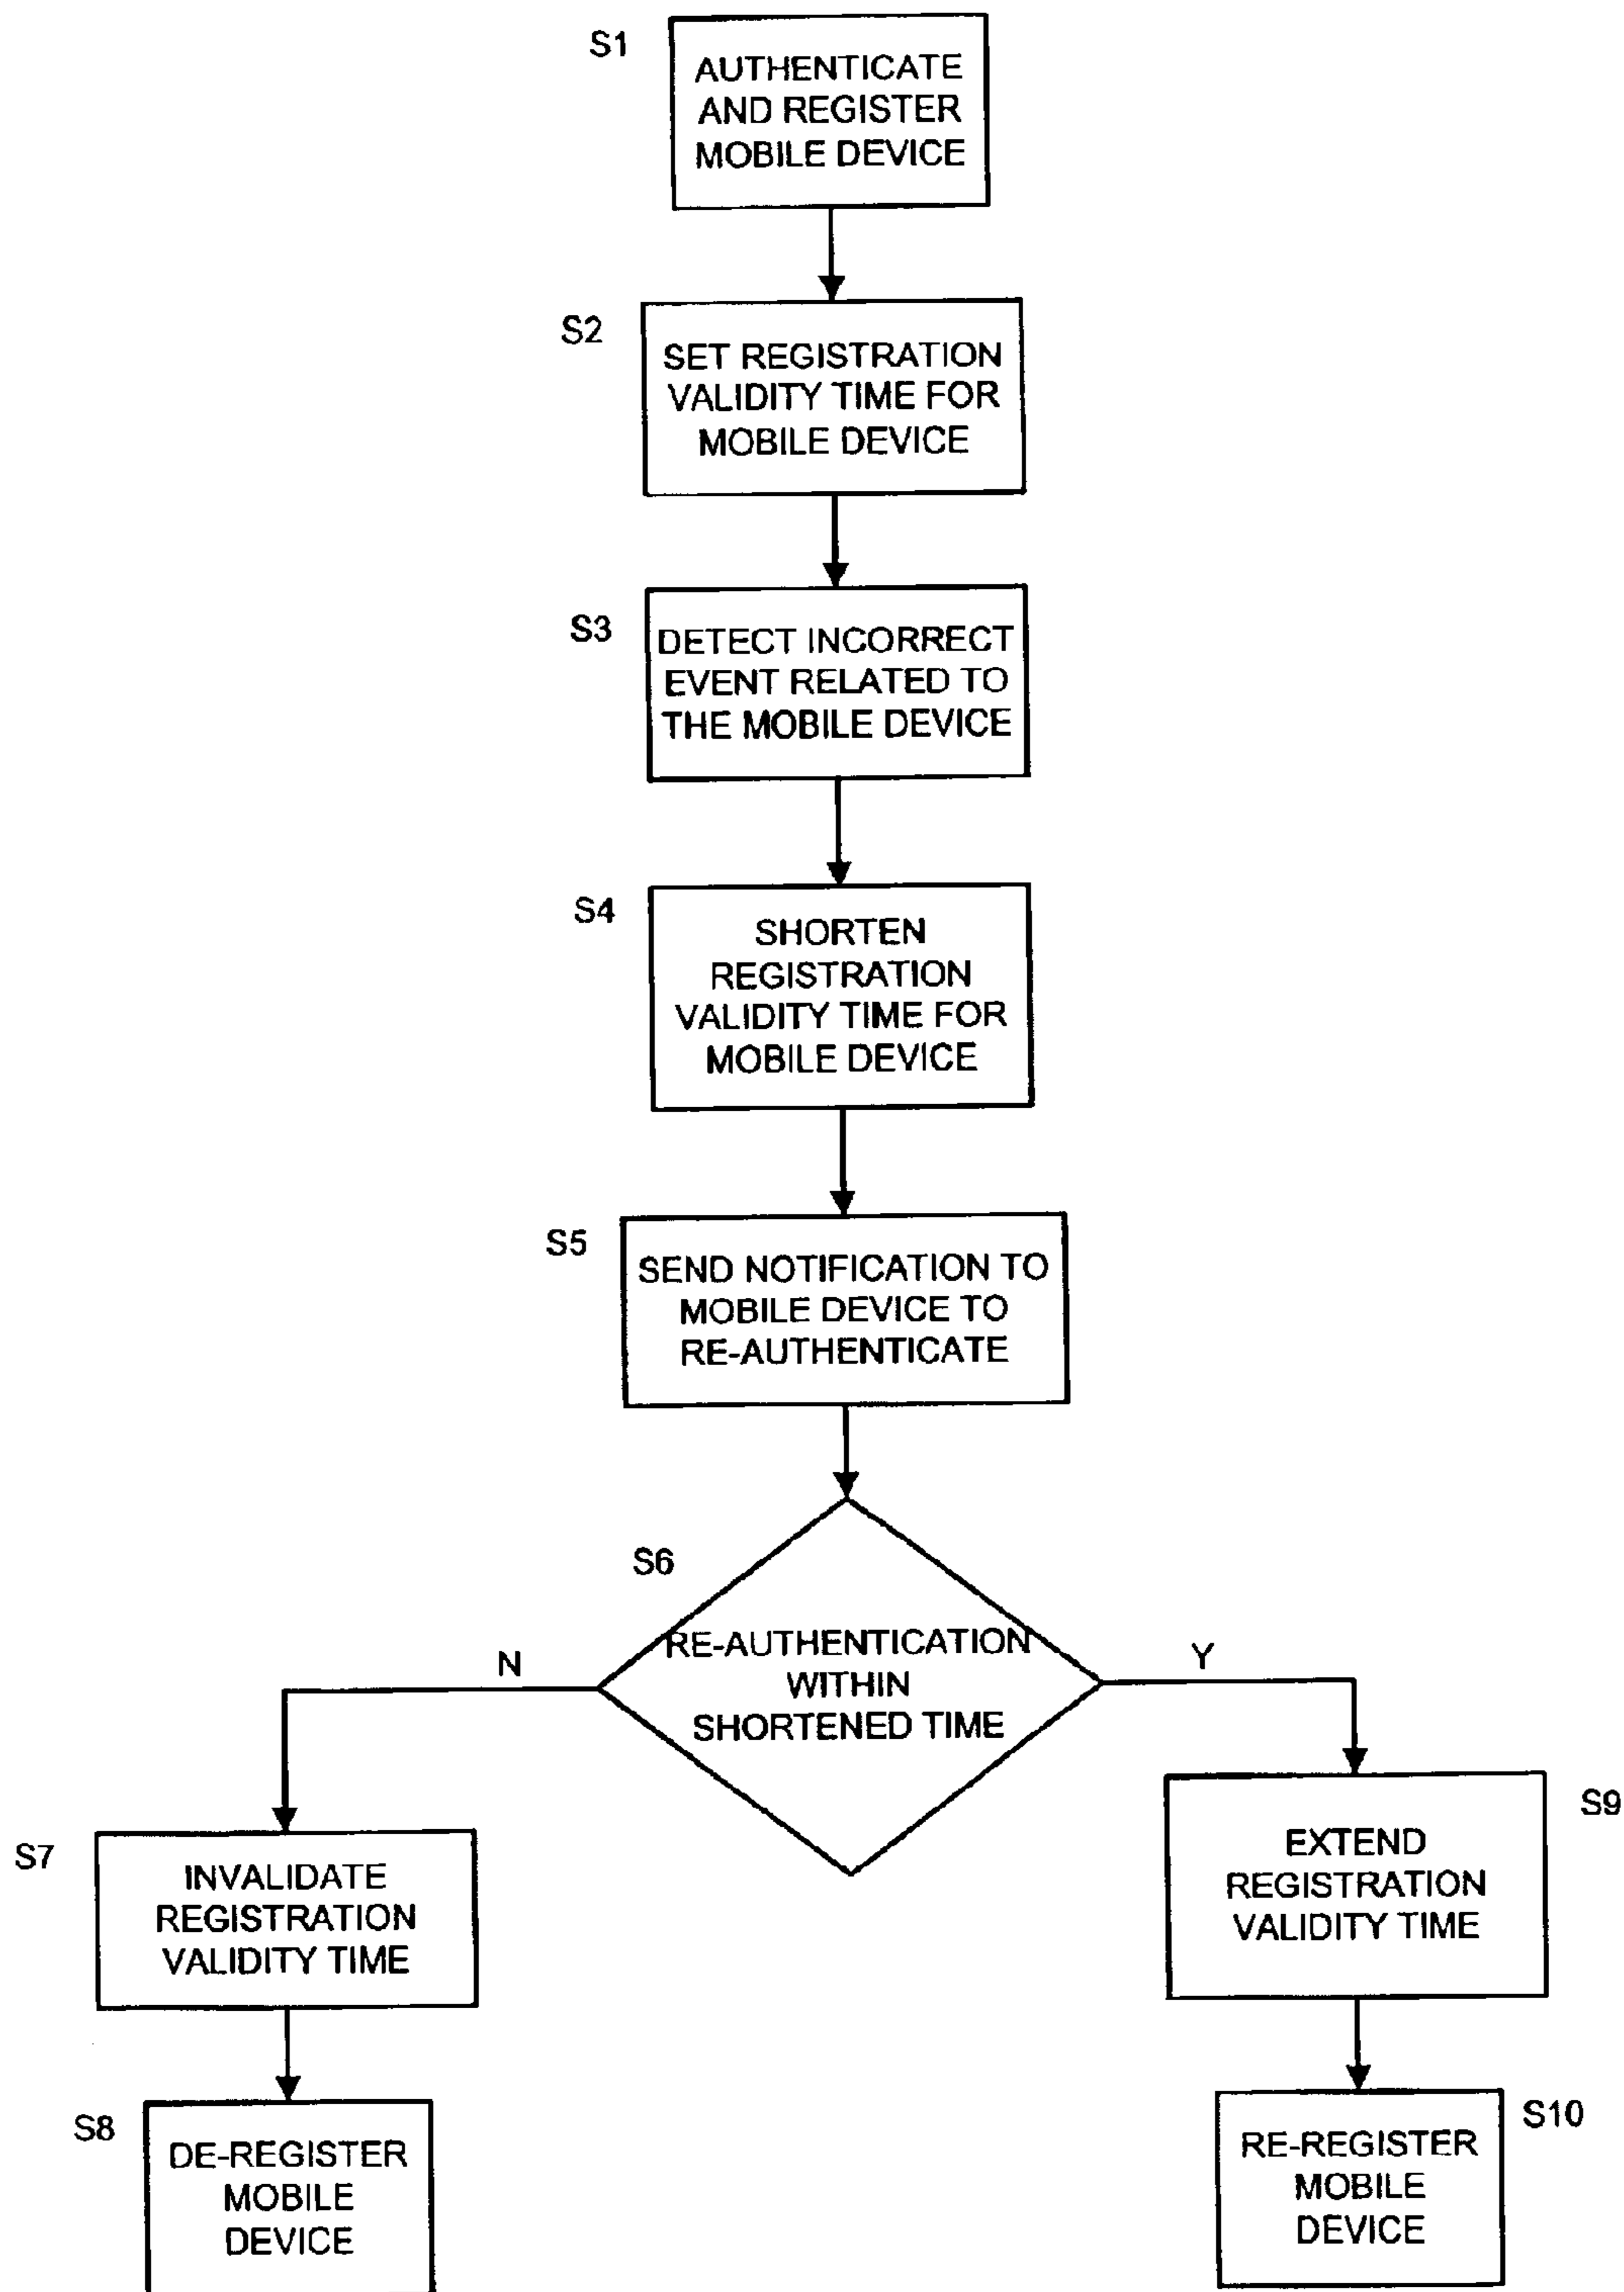 S1
AUTHENTICATE
AND REGISTER
MOBILE DEVICE
S2
SET REGISTRATION
VALIDITY TIME FOR
MOBILE DEVICE
S3
DETECT INCORRECT
EVENT RELATED TO
THE MOBILE DEVICE
S4
SHORTEN
REGISTRATION
VALIDITY TIME FOR
MOBILE DEVICE
S5
SEND NOTIFICATION TO
MOBILE DEVICE TO
RE-AUTHENTICATE
S6
RE-AUTHENTICATION
WITHIN
SHORTENED TIME
N
Y
S7
INVALIDATE
REGISTRATION
VALIDITY TIME
S9
EXTEND
REGISTRATION
VALIDITY TIME
S8
DE-REGISTER
MOBILE
DEVICE
S10
RE-REGISTER
MOBILE
DEVICE